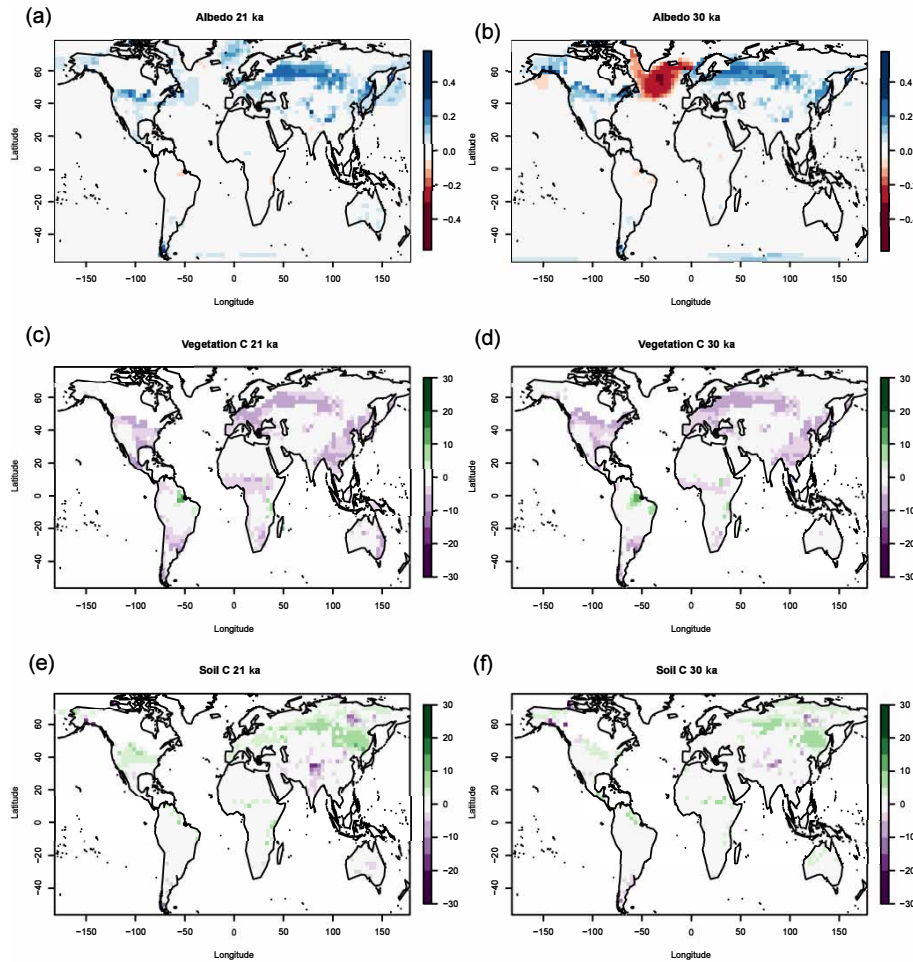 (a)
Albedo 21 ka
Latitude
60
40
20
0
−20
−40
−150 −100 −50 0 50 100 150
Longitude
0.4
0.2
0.0
−0.2
−0.4
(b)
Albedo 30 ka
Latitude
60
40
20
0
−20
−40
−150 −100 −50 0 50 100 150
Longitude
0.4
0.2
0.0
−0.2
−0.4
(c)
Vegetation C 21 ka
Latitude
60
40
20
0
−20
−40
−150 −100 −50 0 50 100 150
Longitude
30
20
10
0
−10
−20
−30
(d)
Vegetation C 30 ka
Latitude
60
40
20
0
−20
−40
−150 −100 −50 0 50 100 150
Longitude
30
20
10
0
−10
−20
−30
(e)
Soil C 21 ka
Latitude
60
40
20
0
−20
−40
−150 −100 −50 0 50 100 150
Longitude
30
20
10
0
−10
−20
−30
(f)
Soil C 30 ka
Latitude
60
40
20
0
−20
−40
−150 −100 −50 0 50 100 150
Longitude
30
20
10
0
−10
−20
−30